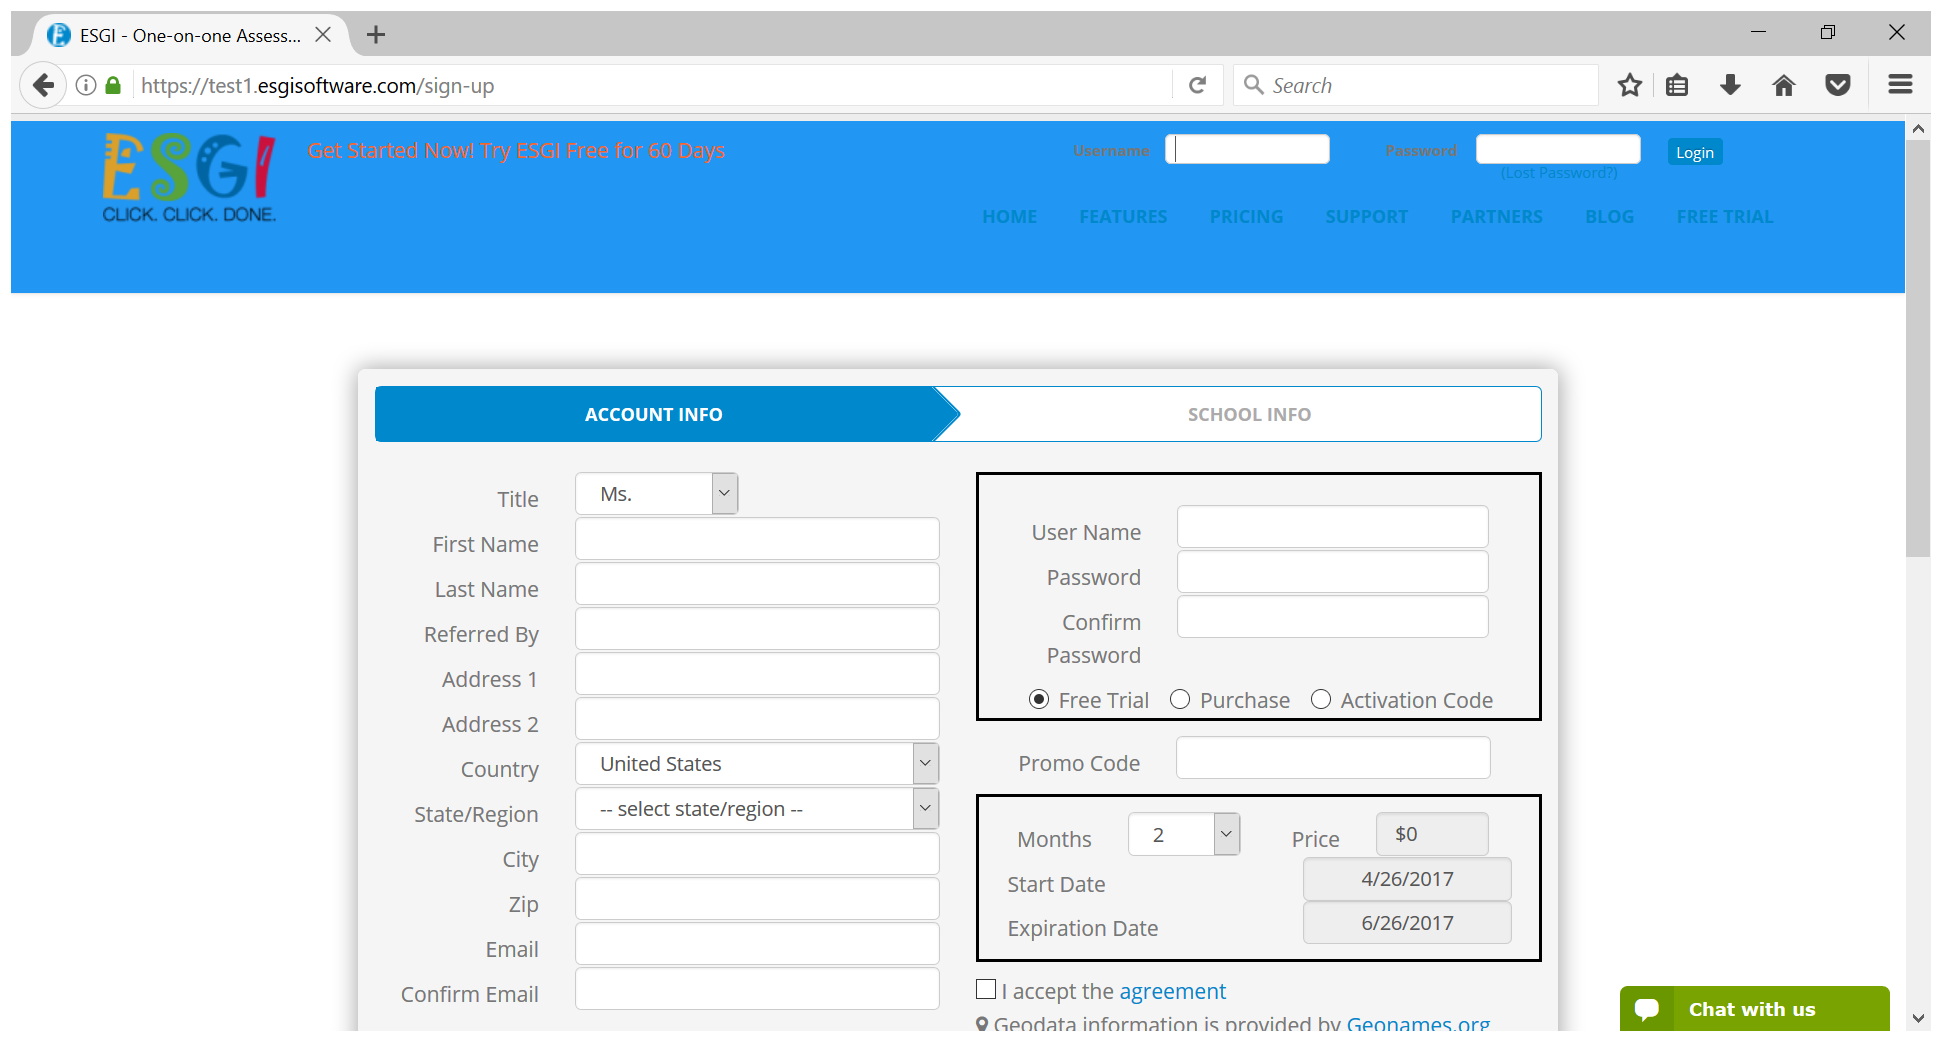 ESGI - One-on-one Assess...
https://test1.esgisoftware.com/sign-up
Search
ESGI
CLICK. CLICK. DONE.
Get Started Now! Try ESGI Free for 60 Days
Username
Password
Login
(Lost Password?)
HOME FEATURES PRICING SUPPORT PARTNERS BLOG FREE TRIAL
ACCOUNT INFO
SCHOOL INFO
Title Ms.
First Name
Last Name
Referred By
Address 1
Address 2
Country United States
State/Region -- select state/region --
City
Zip
Email
Confirm Email
User Name
Password
Confirm
Password
Free Trial Purchase Activation Code
Promo Code
Months 2 Price $0
Start Date 4/26/2017
Expiration Date 6/26/2017
I accept the agreement
Geodata information is provided by Geonames.org
Chat with us